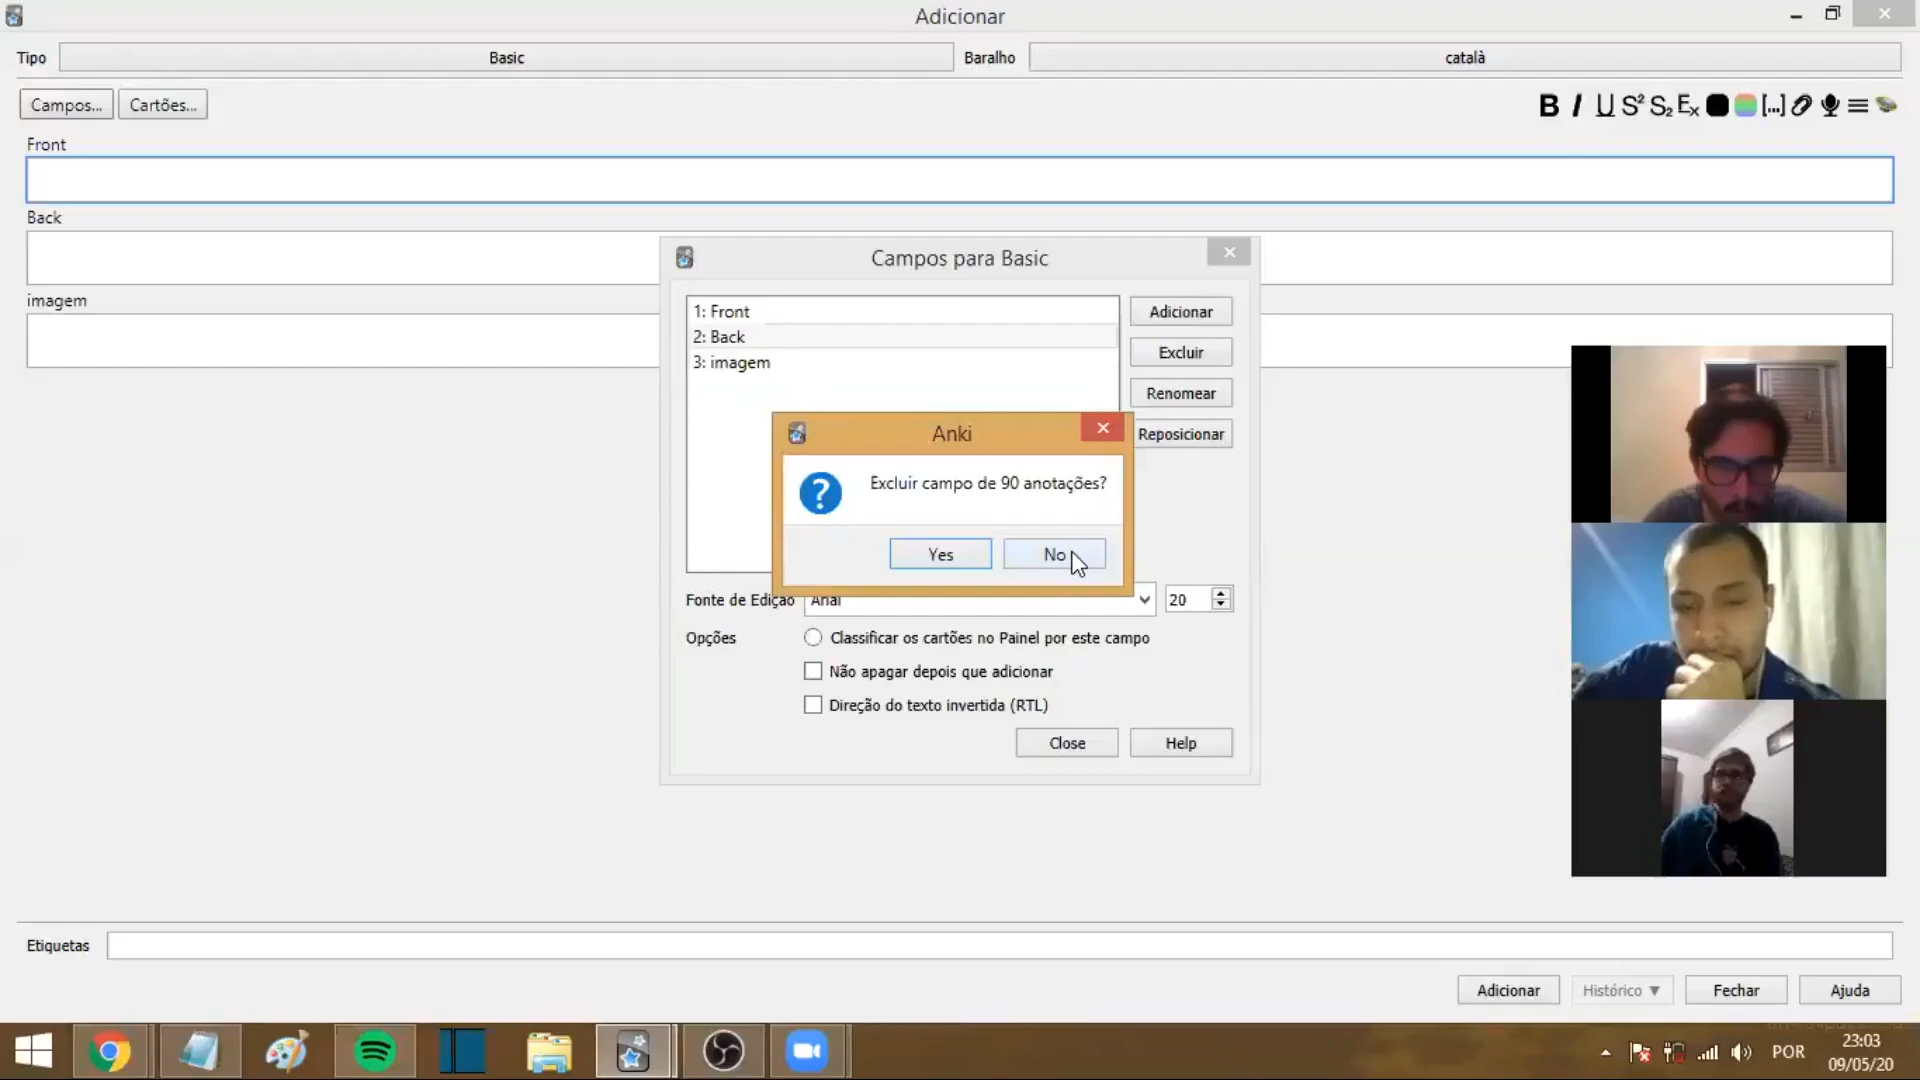 Adicionar
Tipo Basic Baralho català
Campos... Cartões...
Front
Back
imagem
Campos para Basic
1: Front
2: Back
3: imagem
Adicionar
Excluir
Renomear
Reposicionar
Anki
Excluir campo de 90 anotações?
Yes No
Fonte de Edição Arial 20
Opções Classificar os cartões no Painel por este campo
Não apagar depois que adicionar
Direção do texto invertida (RTL)
Close Help
Etiquetas
Adicionar Histórico ▼ Fechar Ajuda
POR
23:03
09/05/20